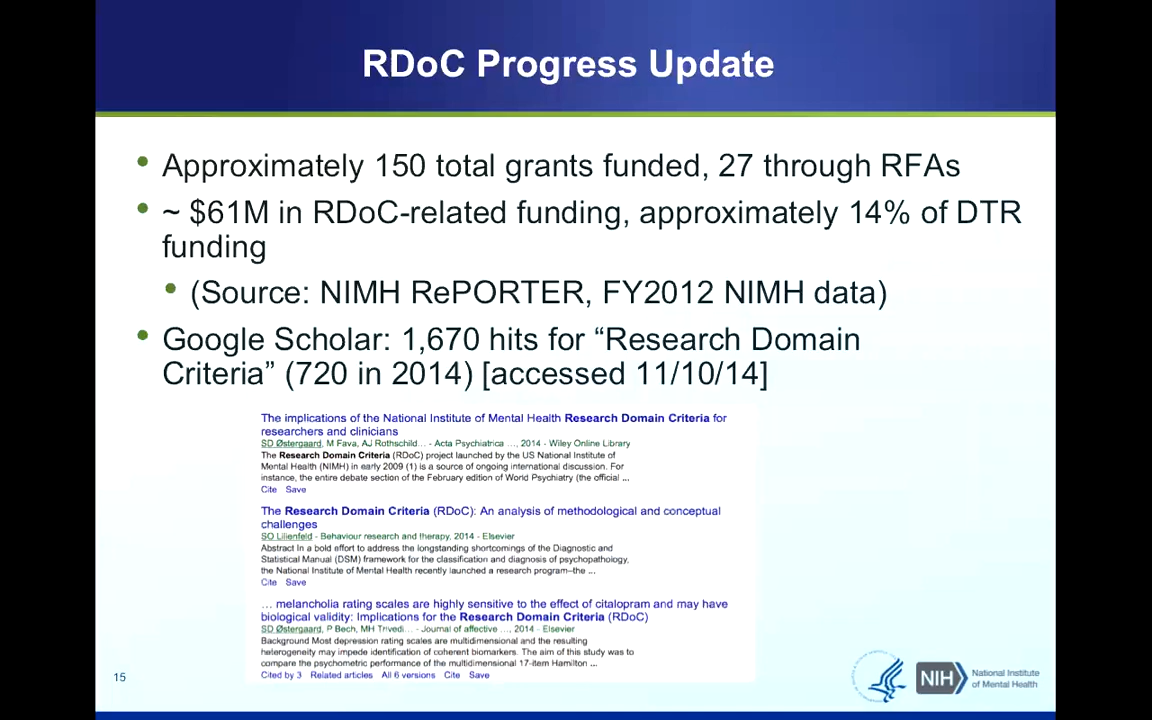 RDoC Progress Update
• Approximately 150 total grants funded, 27 through RFAs
• ~ $61M in RDoC-related funding, approximately 14% of DTR
funding
• (Source: NIMH RePORTER, FY2012 NIMH data)
• Google Scholar: 1,670 hits for “Research Domain
Criteria” (720 in 2014) [accessed 11/10/14]
The implications of the National Institute of Mental Health Research Domain Criteria for
researchers and clinicians
SD Østergaard, M Fava, AJ Rothschild… - Acta Psychiatrica …, 2014 - Wiley Online Library
The Research Domain Criteria (RDoC) project launched by the US National Institute of
Mental Health (NIMH) in early 2009 (1) is a source of ongoing international discussion. For
instance, the entire debate section of the February edition of World Psychiatry (the official ...
Cite Save
The Research Domain Criteria (RDoC): An analysis of methodological and conceptual
challenges
SO Lilienfeld - Behaviour research and therapy, 2014 - Elsevier
Abstract In a bold effort to address the longstanding shortcomings of the Diagnostic and
Statistical Manual (DSM) framework for the classification and diagnosis of psychopathology,
the National Institute of Mental Health recently launched a research program–the ...
Cite Save
… melancholia rating scales are highly sensitive to the effect of citalopram and may have
biological validity: Implications for the Research Domain Criteria (RDoC)
SD Østergaard, P Bech, MH Trivedi… - Journal of affective …, 2014 - Elsevier
Background Most depression rating scales are multidimensional and the resulting
heterogeneity may impede identification of coherent biomarkers. The aim of this study was to
compare the psychometric performance of the multidimensional 17-item Hamilton ...
Cited by 3 Related articles All 6 versions Cite Save
15
NIH
National Institute
of Mental Health